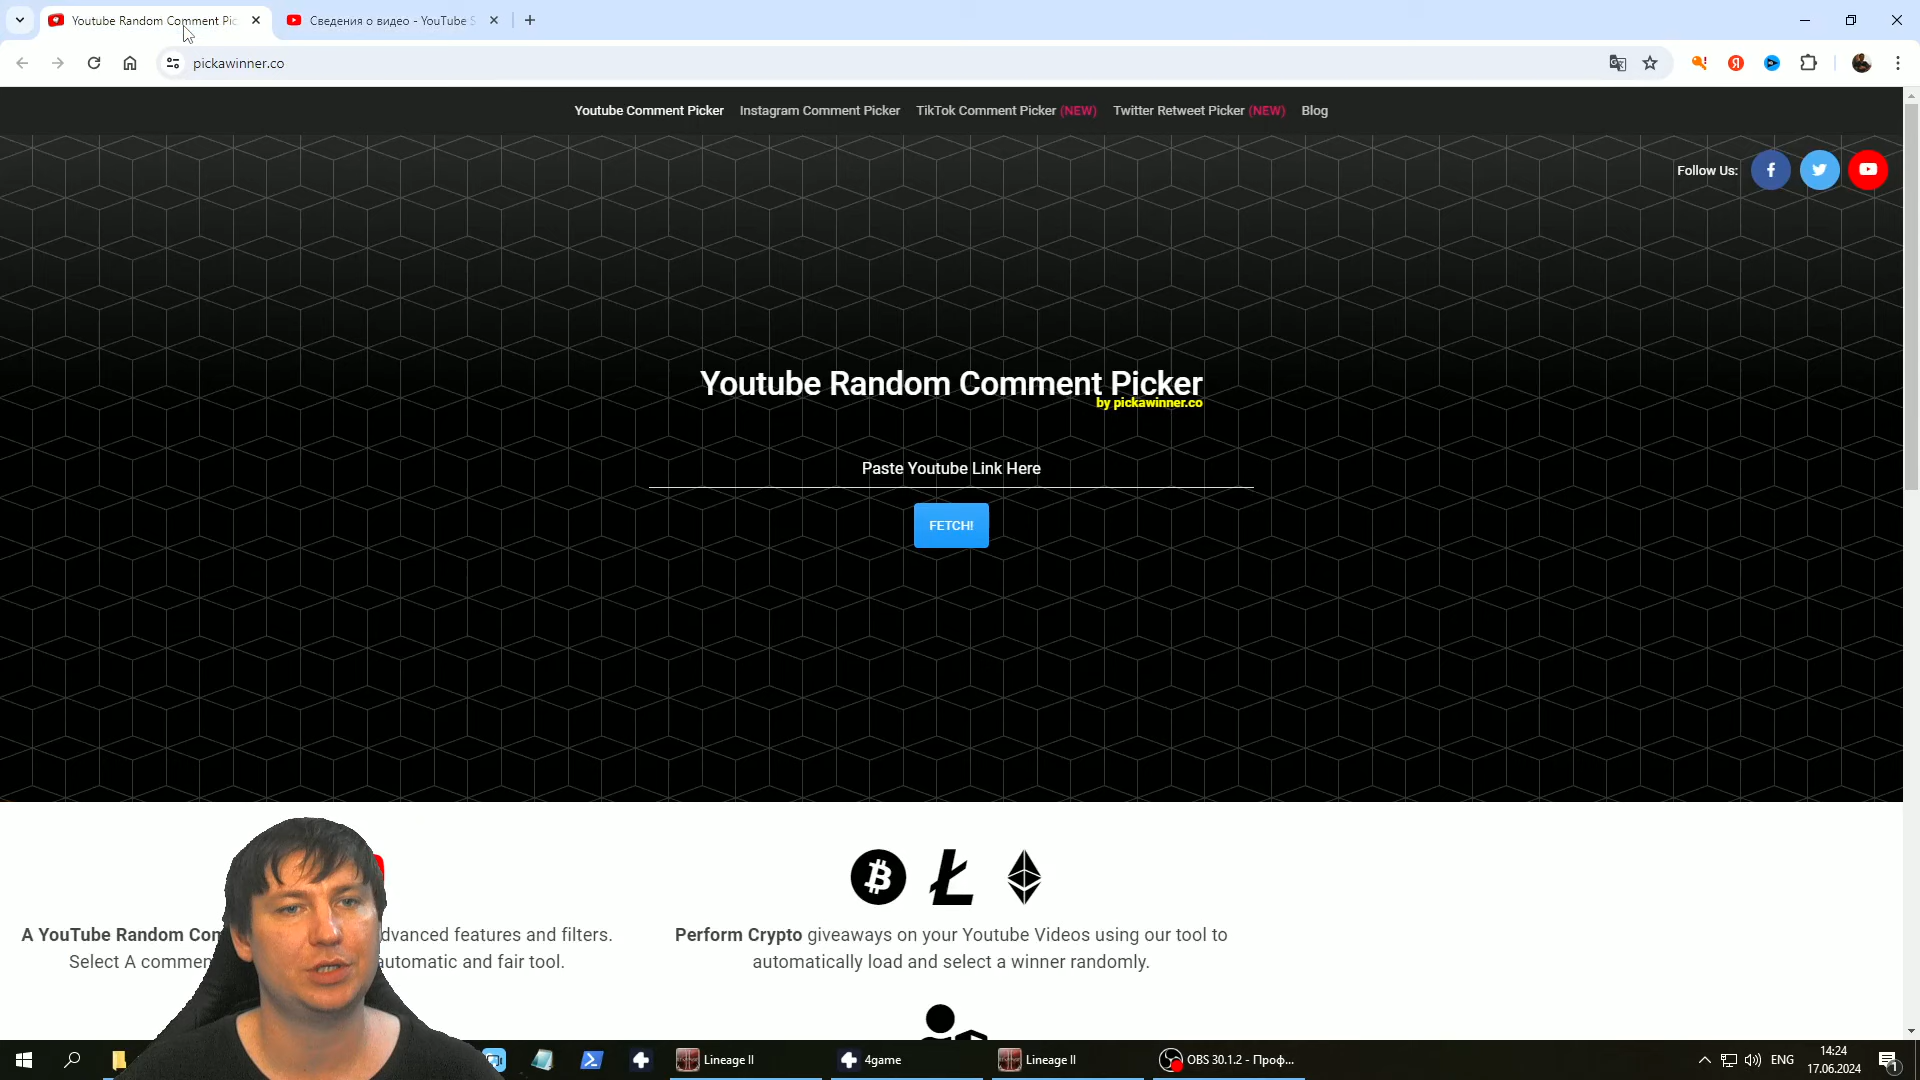 Youtube Random Comment Pic
Сведения о видео - YouTube S
pickawinner.co
Youtube Comment Picker Instagram Comment Picker TikTok Comment Picker (NEW) Twitter Retweet Picker (NEW) Blog
Follow Us:
Youtube Random Comment Picker
by pickawinner.co
Paste Youtube Link Here
FETCH!
A YouTube Random Com dvanced features and filters.
Select A commen utomatic and fair tool.
Perform Crypto giveaways on your Youtube Videos using our tool to
automatically load and select a winner randomly.
Lineage II 4game Lineage II OBS 30.1.2 - Проф... ENG 14:24
17.06.2024 1